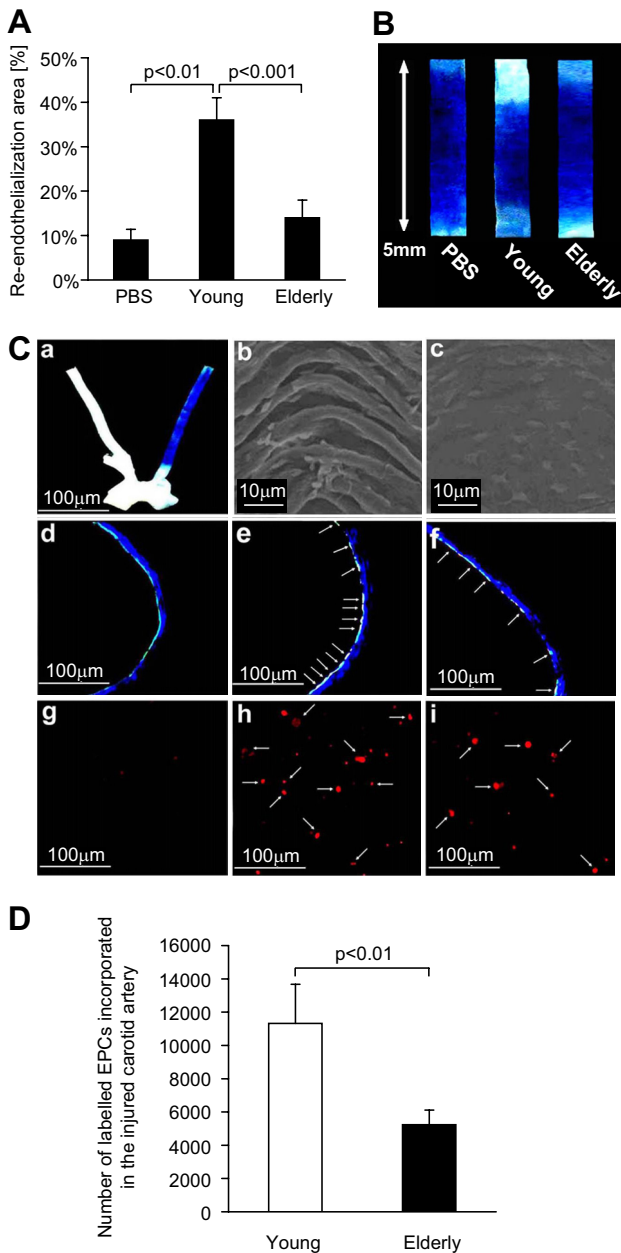 A
Re-endothelialization area [%]
50%
40%
30%
20%
10%
0%
p<0.01
p<0.001
PBS
Young
Elderly
B
5mm
PBS
Young
Elderly
C
a
100μm
b
10μm
c
10μm
d
100μm
e
100μm
f
100μm
g
100μm
h
100μm
i
100μm
D
Number of labelled EPCs incorporated
in the injured carotid artery
16000
14000
12000
10000
8000
6000
4000
2000
0
p<0.01
Young
Elderly